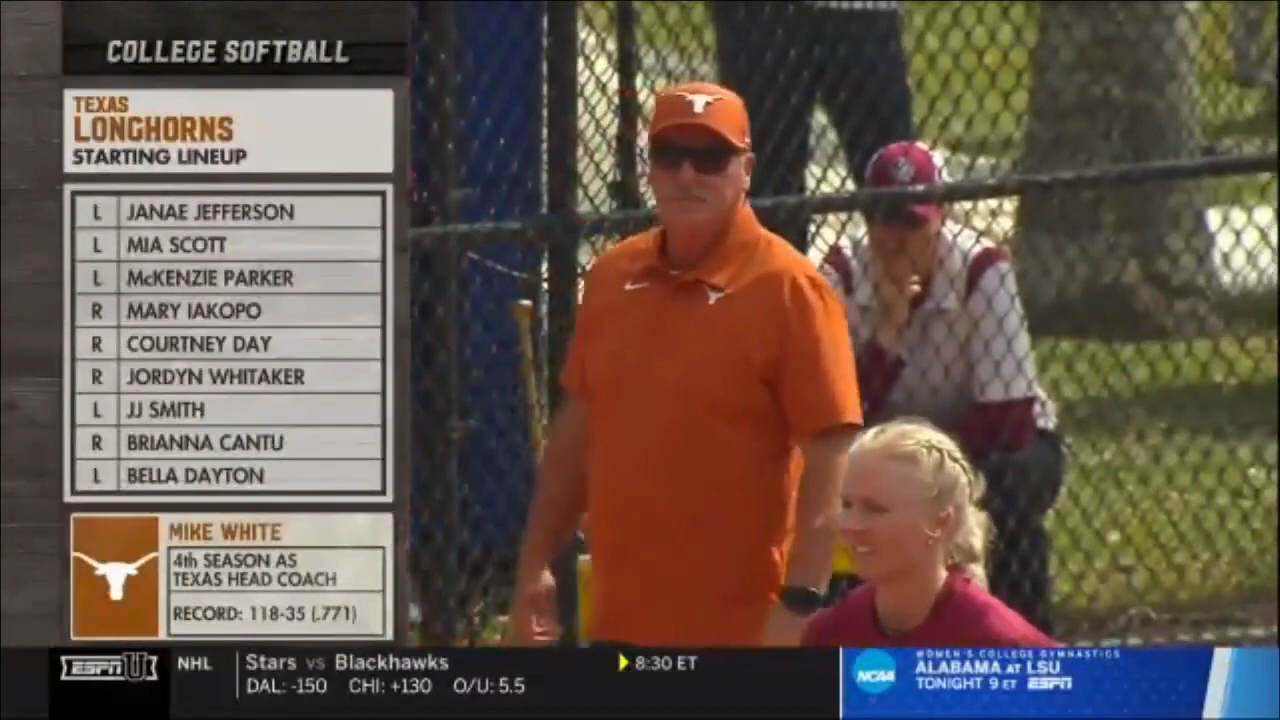 COLLEGE SOFTBALL
TEXAS
LONGHORNS
STARTING LINEUP
L JANAE JEFFERSON
L MIA SCOTT
L McKENZIE PARKER
R MARY IAKOPO
R COURTNEY DAY
R JORDYN WHITAKER
L JJ SMITH
R BRIANNA CANTU
L BELLA DAYTON
MIKE WHITE
4th SEASON AS
TEXAS HEAD COACH
RECORD: 118-35 (.771)
ESPNU
NHL
Stars vs Blackhawks 8:30 ET
DAL: -150 CHI: +130 O/U: 5.5
NCAA
WOMEN'S COLLEGE GYMNASTICS
ALABAMA AT LSU
TONIGHT 9 ET ESPN